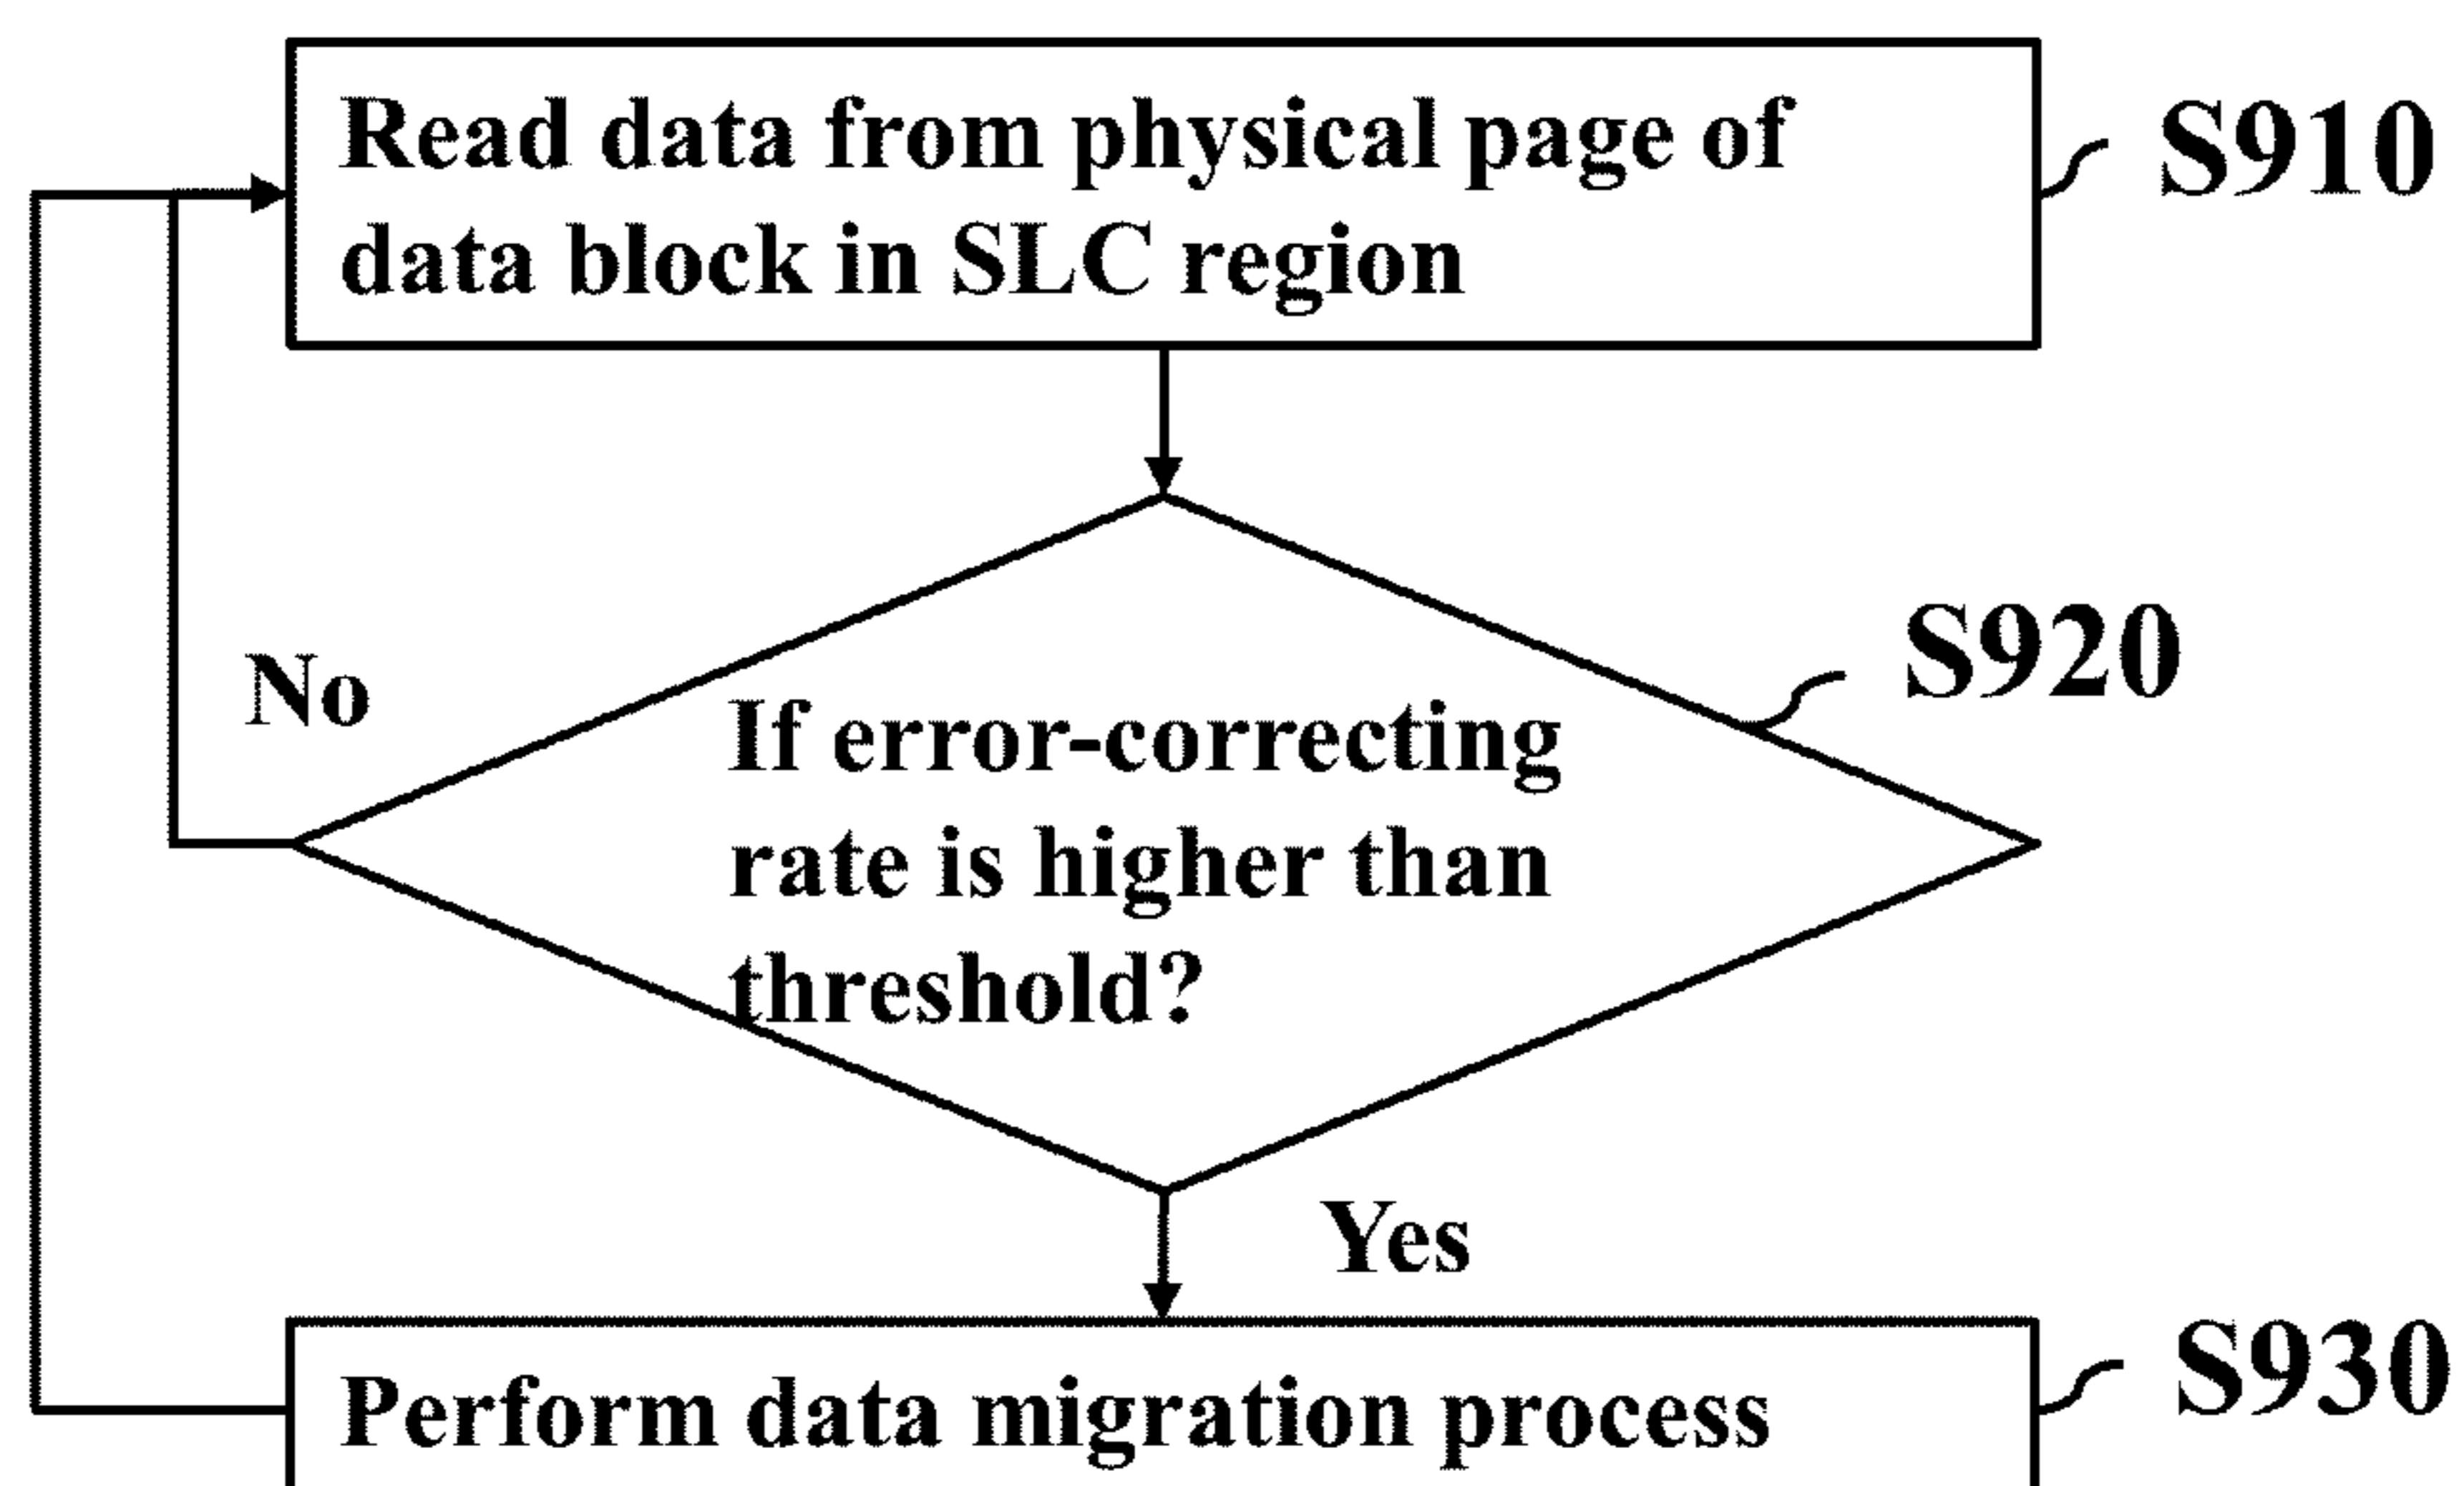 Read data from physical page of
data block in SLC region
S910
No
S920
If error-correcting
rate is higher than
threshold?
Yes
Perform data migration process
S930